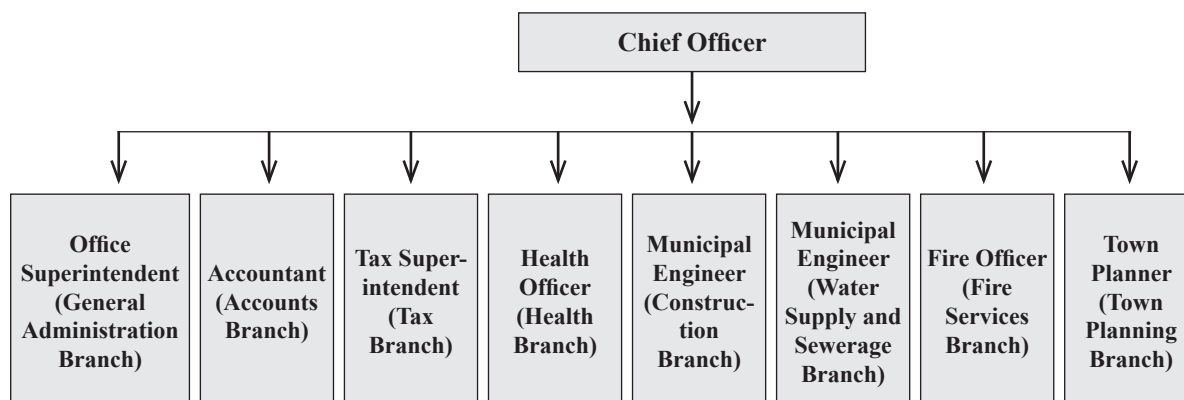 Chief Officer
Office
Superintendent
(General
Administration
Branch)
Accountant
(Accounts
Branch)
Tax Super-
intendent
(Tax
Branch)
Health
Officer
(Health
Branch)
Municipal
Engineer
(Construc-
tion
Branch)
Municipal
Engineer
(Water
Supply and
Sewerage
Branch)
Fire Officer
(Fire
Services
Branch)
Town
Planner
(Town
Planning
Branch)